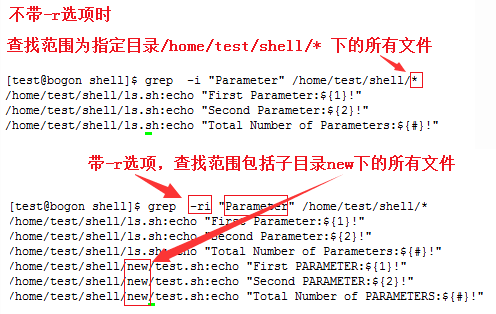 不带-r选项时
查找范围为指定目录/home/test/shell/* 下的所有文件
[test@bogon shell]$ grep  -i "Parameter" /home/test/shell/*
/home/test/shell/ls.sh:echo "First Parameter:${1}!"
/home/test/shell/ls.sh:echo "Second Parameter:${2}!"
/home/test/shell/ls.sh:echo "Total Number of Parameters:${#}!"
带-r选项，查找范围包括子目录new下的所有文件
[test@bogon shell]$ grep  -ri "Parameter" /home/test/shell/*
/home/test/shell/ls.sh:echo "First Parameter:${1}!"
/home/test/shell/ls.sh:echo "Second Parameter:${2}!"
/home/test/shell/ls.sh:echo "Total Number of Parameters:${#}!"
/home/test/shell/new/test.sh:echo "First PARAMETER:${1}!"
/home/test/shell/new/test.sh:echo "Second PARAMETER:${2}!"
/home/test/shell/new/test.sh:echo "Total Number of PARAMETERS:${#}!"